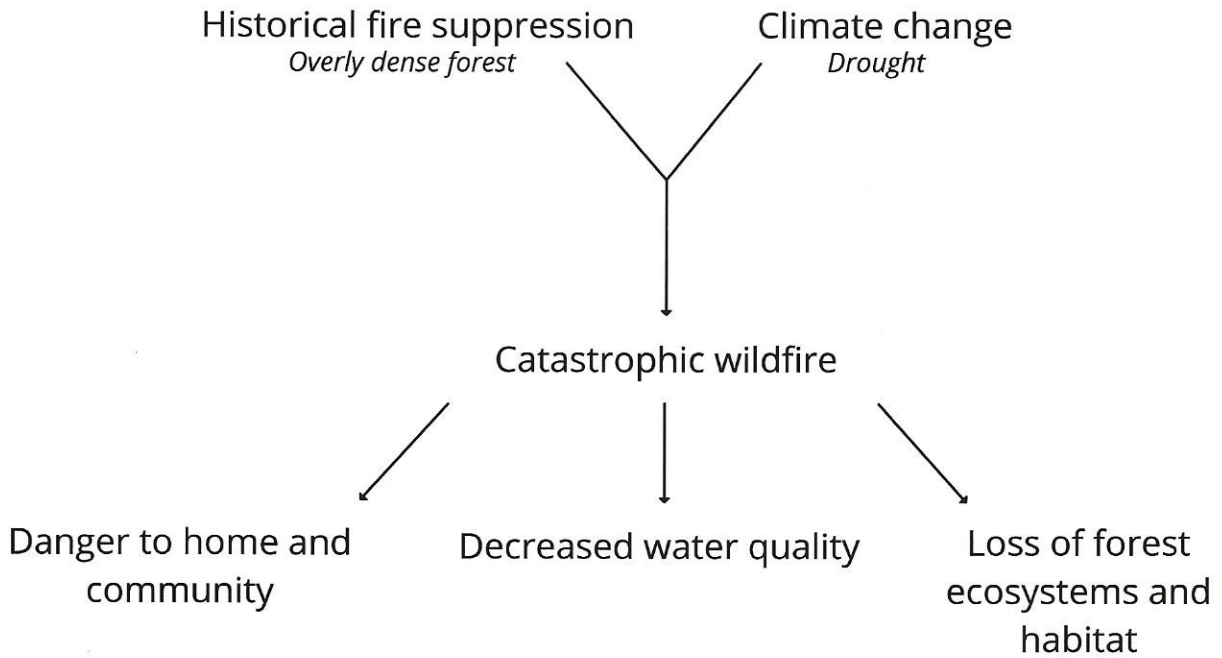 Historical fire suppression
Overly dense forest
Climate change
Drought
Catastrophic wildfire
Danger to home and
community
Decreased water quality
Loss of forest
ecosystems and
habitat